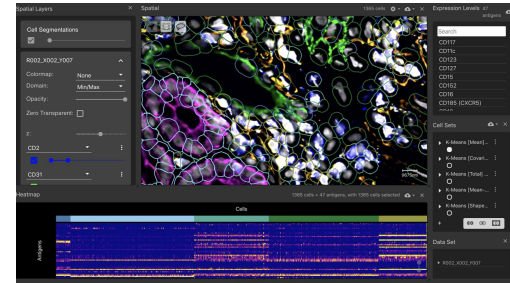 Spatial Layers
Cell Segmentations
R002_X002_Y007
Colormap:
None
Domain:
Min/Max
Opacity:
Zero Transparent:
z:
CD2
CD31
Spatial
1365 cells
Expression Levels
47 antigens
Search
CD117
CD11c
CD123
CD127
CD15
CD152
CD16
CD185 (CXCR5)
Cell Sets
K-Means [Mean]...
K-Means [Covari...
K-Means [Total] ...
K-Means [Mean-...
K-Means [Shape...
Data Set
R002_X002_Y007
Heatmap
1365 cells × 47 antigens, with 1365 cells selected
Cells
Antigens